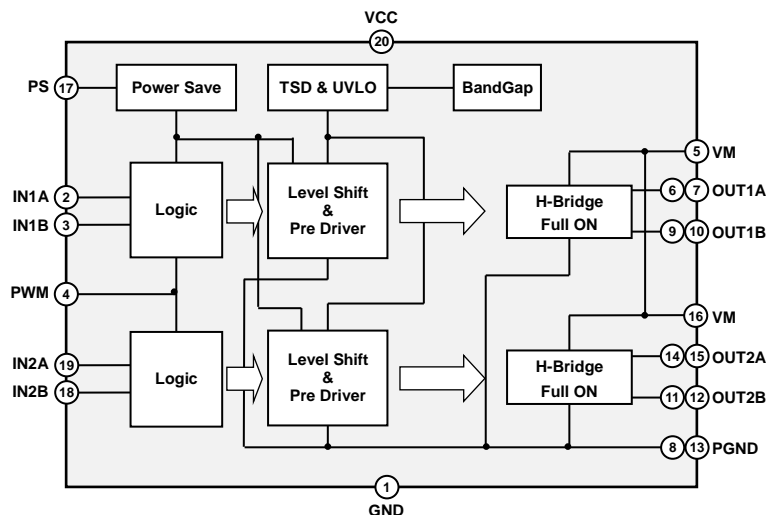 VCC
20
PS 17 Power Save TSD & UVLO BandGap
5 VM
IN1A 2
IN1B 3
Logic
Level Shift
&
Pre Driver
H-Bridge
Full ON
6 7 OUT1A
9 10 OUT1B
PWM 4
16 VM
IN2A 19
IN2B 18
Logic
Level Shift
&
Pre Driver
H-Bridge
Full ON
14 15 OUT2A
11 12 OUT2B
8 13 PGND
1
GND